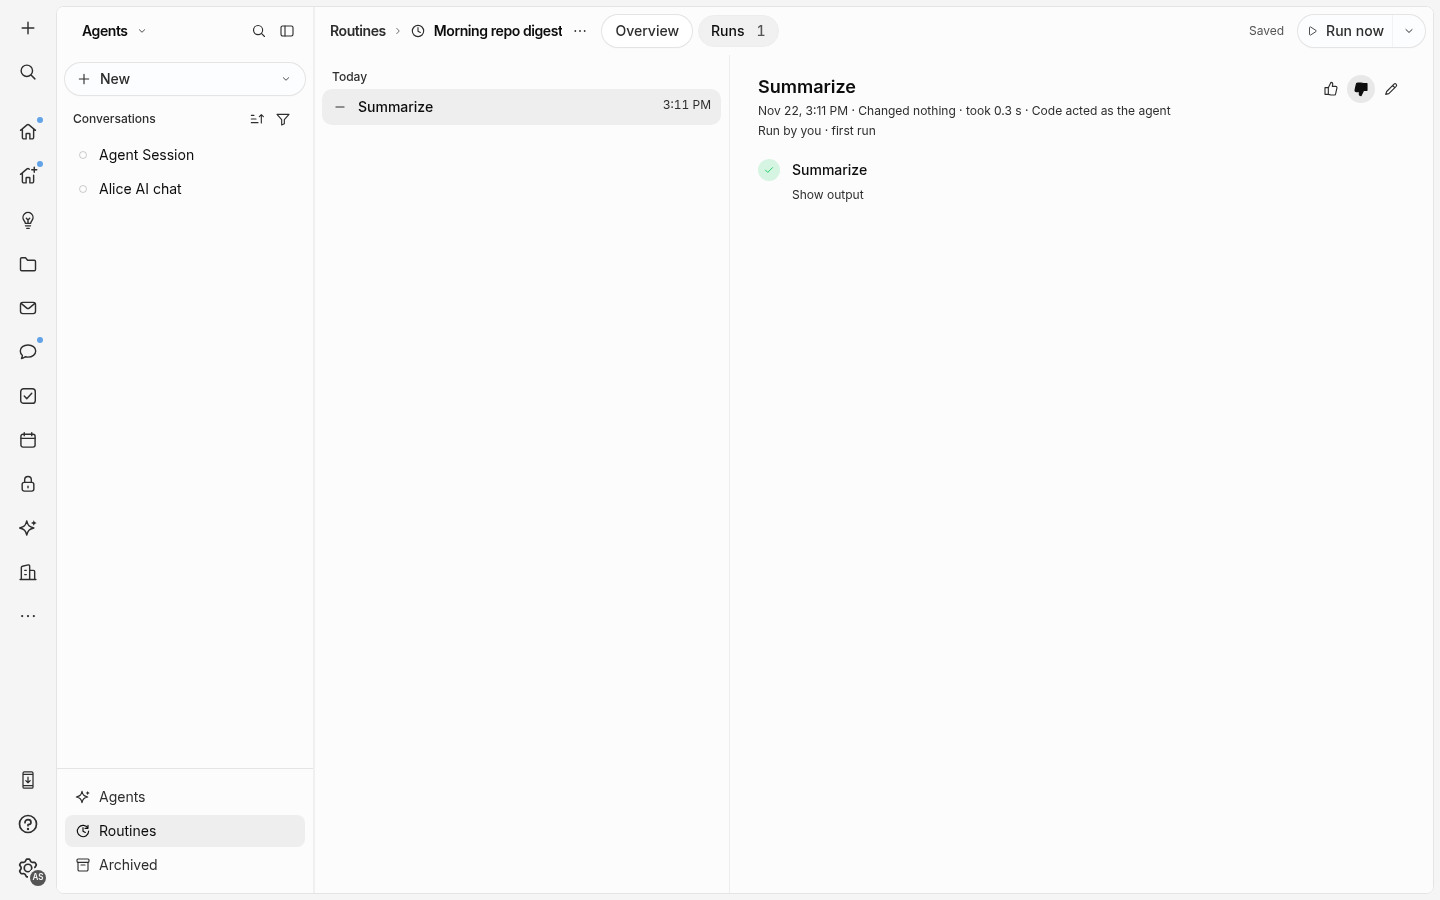 Agents
New
Conversations
Agent Session
Alice AI chat
Agents
Routines
Archived
AS
Routines
Morning repo digest
Overview
Runs 1
Saved
Run now
Today
Summarize
3:11 PM
Summarize
Nov 22, 3:11 PM · Changed nothing · took 0.3 s · Code acted as the agent
Run by you · first run
Summarize
Show output